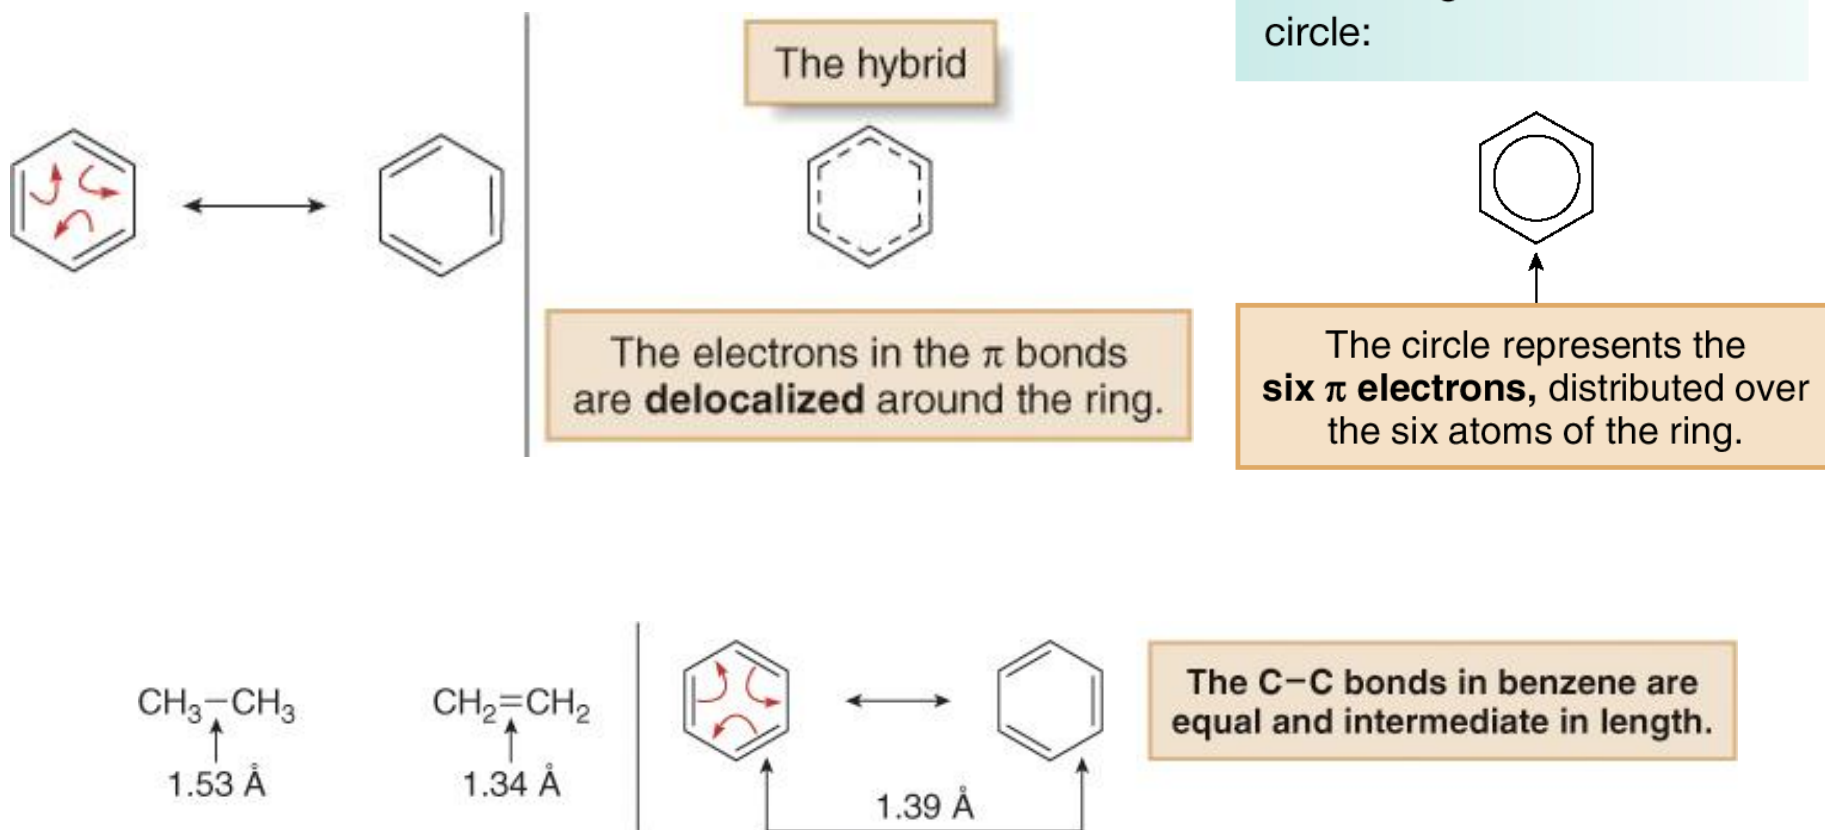 circle:
The hybrid
The electrons in the π bonds
are delocalized around the ring.
The circle represents the
six π electrons, distributed over
the six atoms of the ring.
CH₃−CH₃
1.53 Å
CH₂=CH₂
1.34 Å
1.39 Å
The C−C bonds in benzene are
equal and intermediate in length.